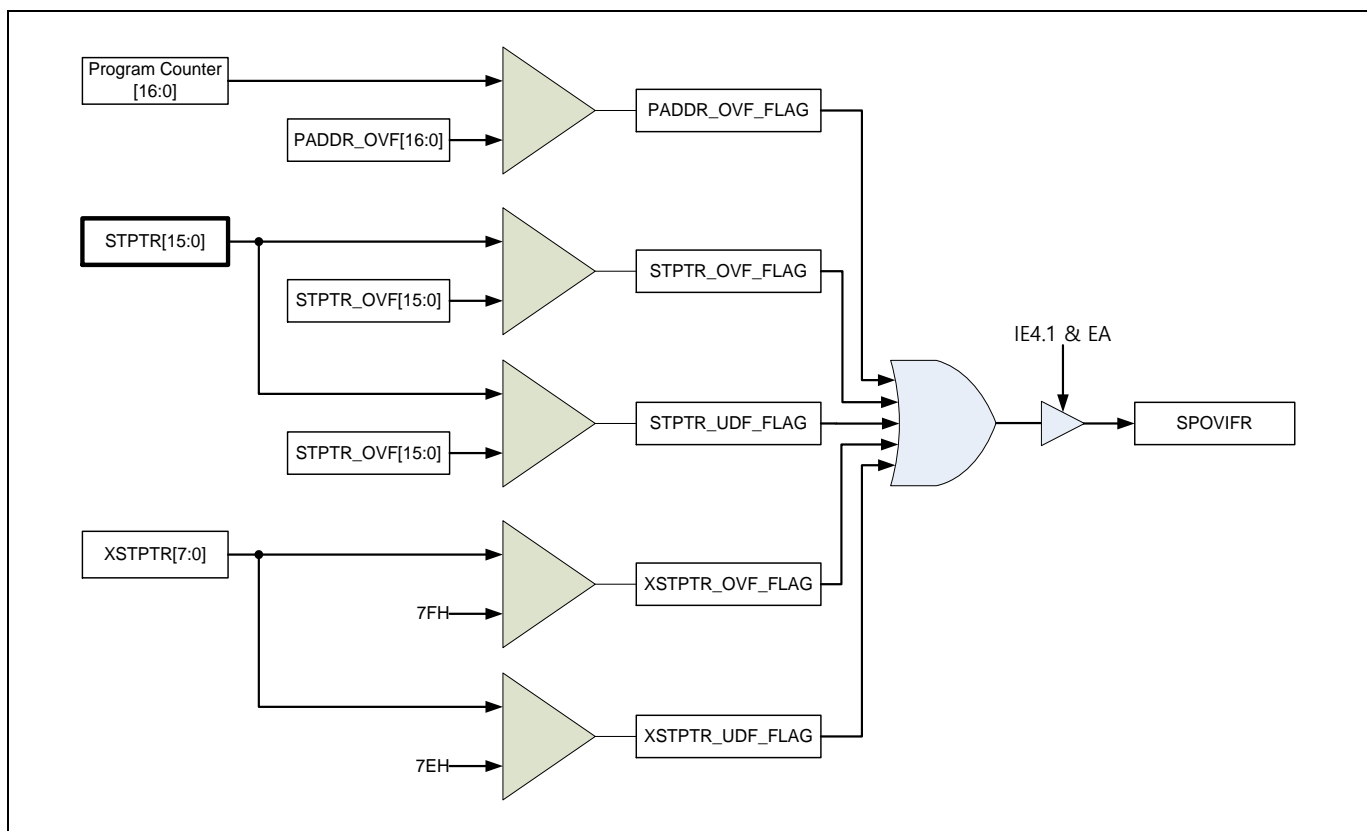 Program Counter
[16:0]
PADDR_OVF[16:0]
PADDR_OVF_FLAG
STPTR[15:0]
STPTR_OVF[15:0]
STPTR_OVF_FLAG
IE4.1 & EA
STPTR_OVF[15:0]
STPTR_UDF_FLAG
SPOVIFR
XSTPTR[7:0]
7FH
XSTPTR_OVF_FLAG
7EH
XSTPTR_UDF_FLAG